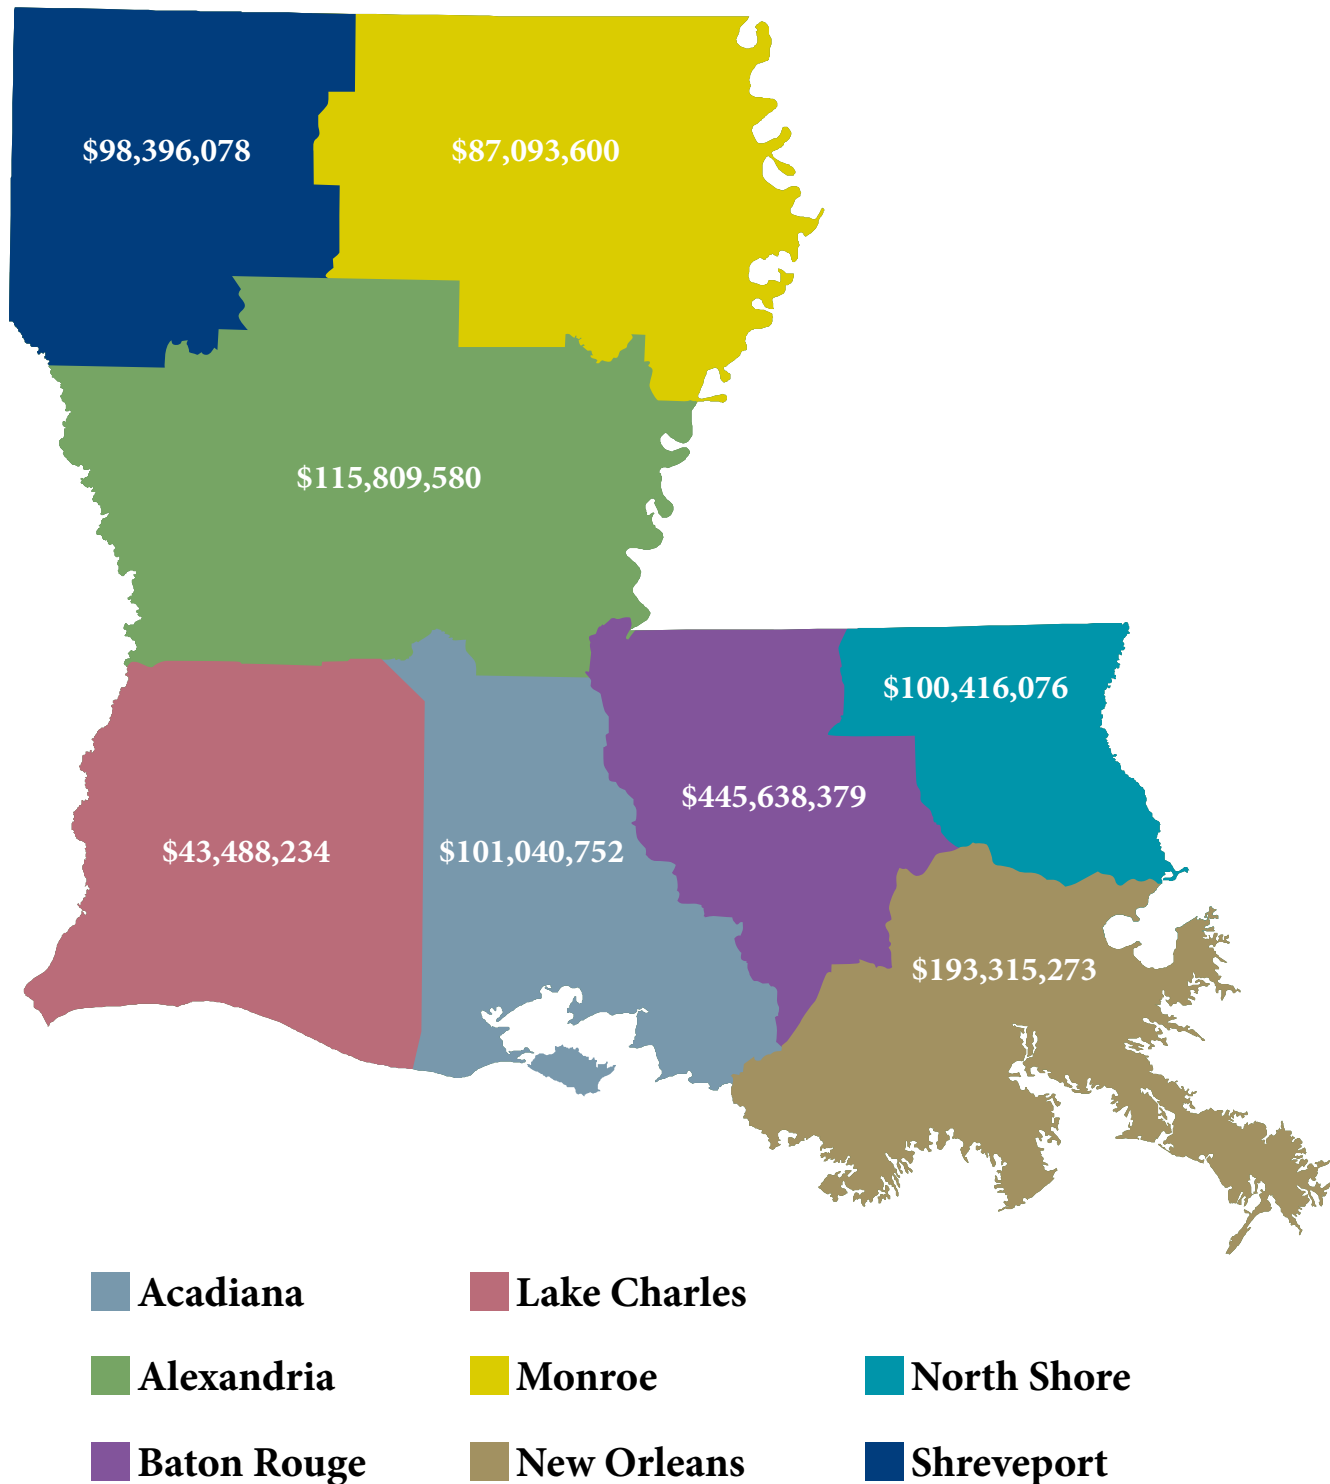 $98,396,078
$87,093,600
$115,809,580
$100,416,076
$445,638,379
$43,488,234
$101,040,752
$193,315,273
Acadiana
Lake Charles
Alexandria
Monroe
North Shore
Baton Rouge
New Orleans
Shreveport